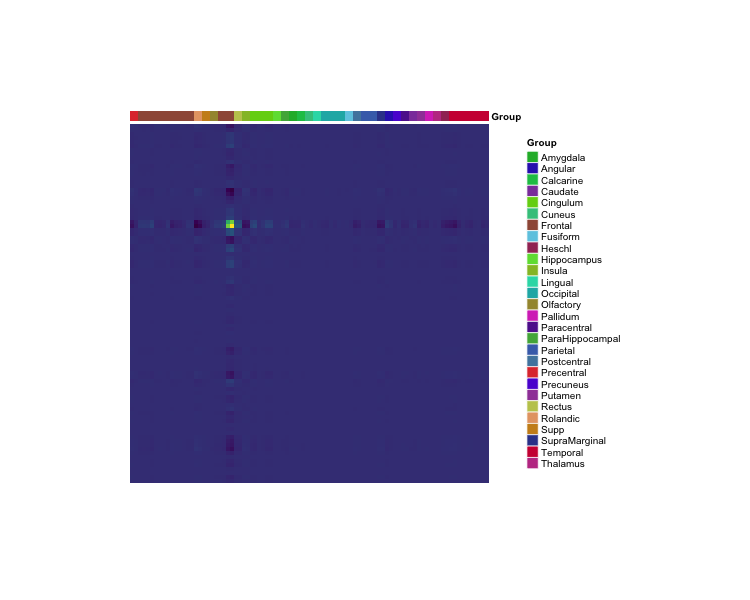 Group
Group
Amygdala
Angular
Calcarine
Caudate
Cingulum
Cuneus
Frontal
Fusiform
Heschl
Hippocampus
Insula
Lingual
Occipital
Olfactory
Pallidum
Paracentral
ParaHippocampal
Parietal
Postcentral
Precentral
Precuneus
Putamen
Rectus
Rolandic
Supp
SupraMarginal
Temporal
Thalamus